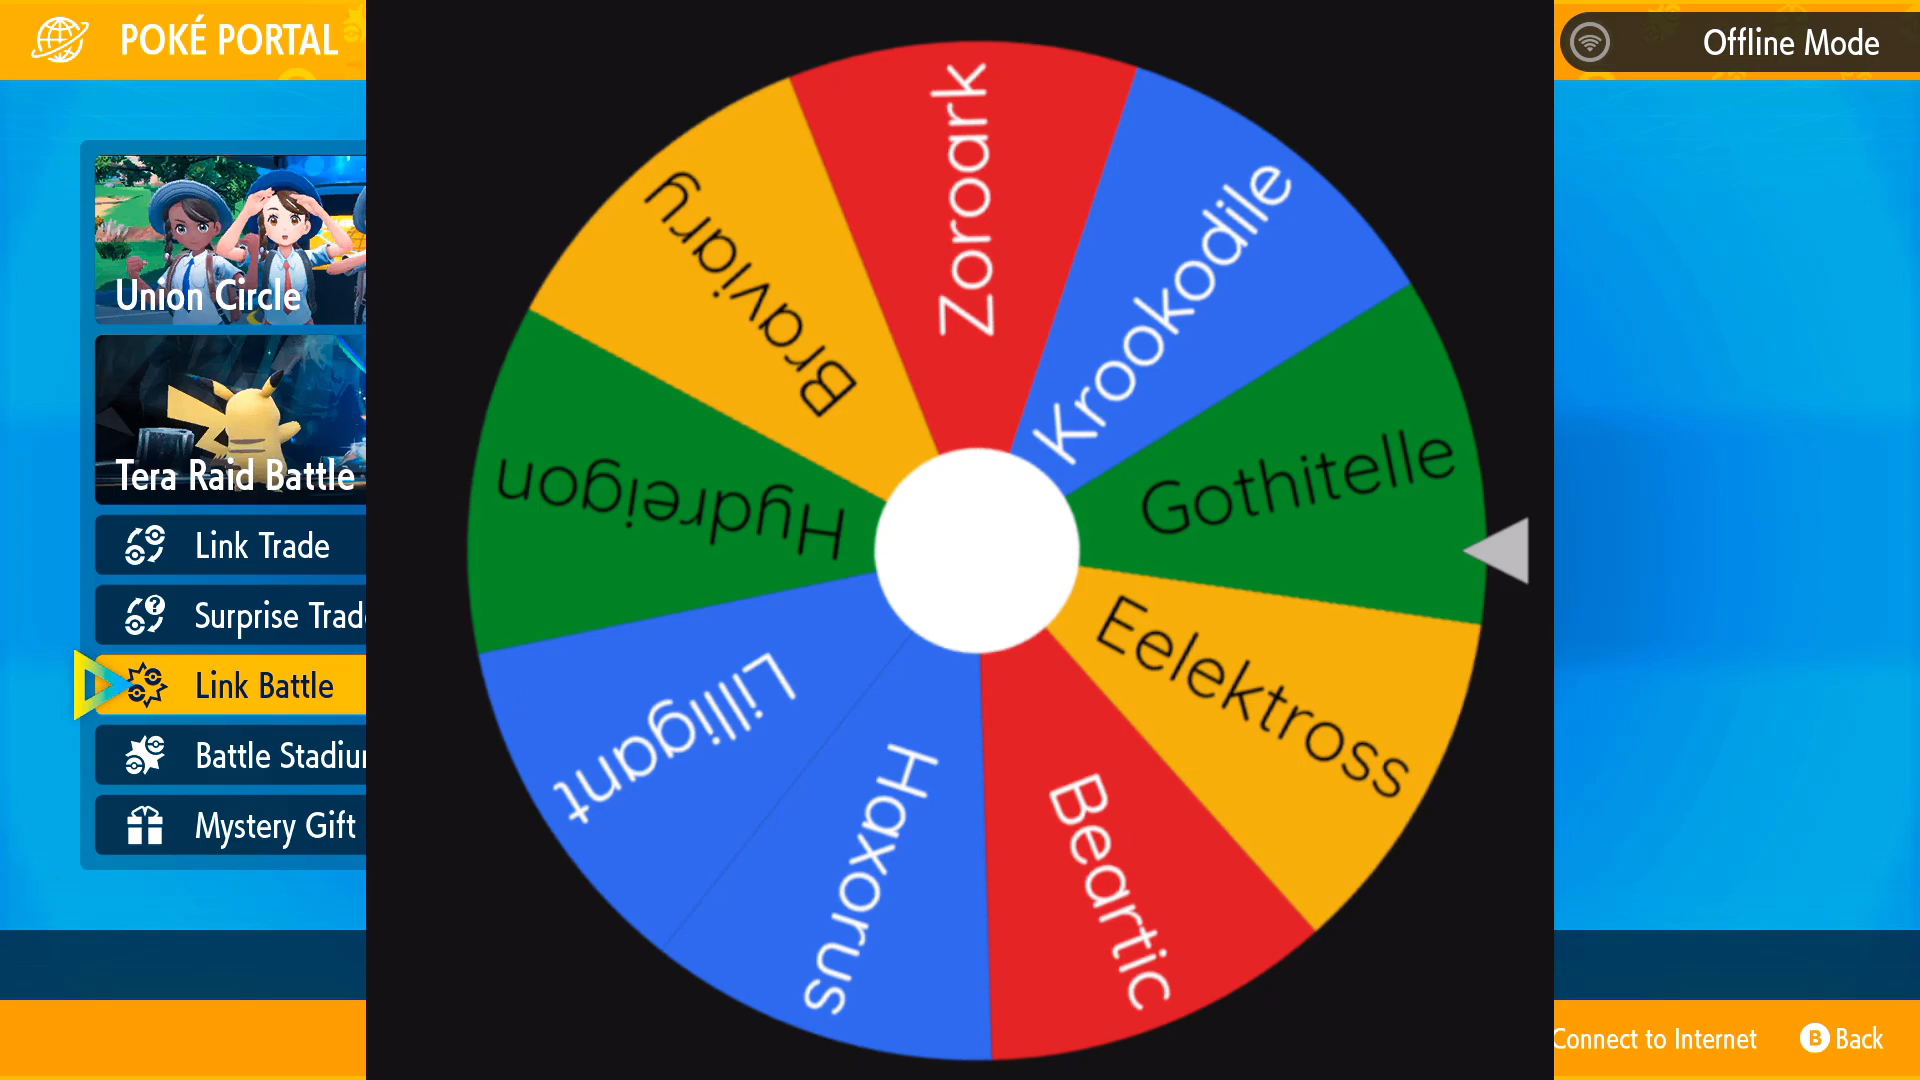 POKÉ PORTAL
Offline Mode
Union Circle
Tera Raid Battle
Link Trade
Surprise Trad
Link Battle
Battle Stadiu
Mystery Gift
Zoroark
Krookodile
Gothitelle
Eelektross
Beartic
Haxorus
Lilligant
Hydreigon
Braviary
Connect to Internet
B Back